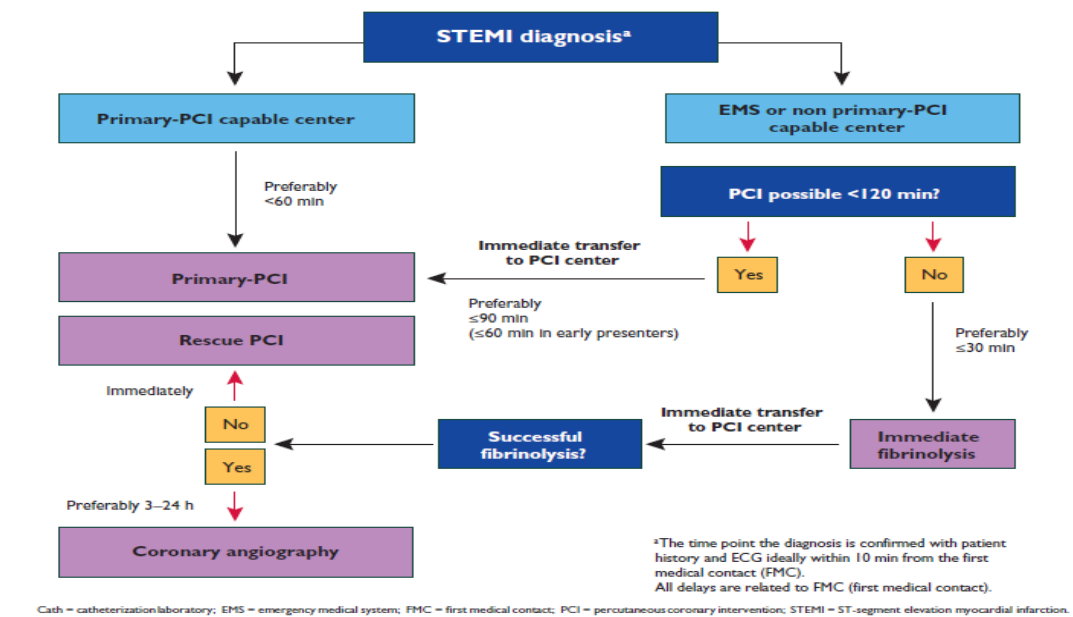 STEMI diagnosisᵃ
Primary-PCI capable center
EMS or non primary-PCI
capable center
Preferably
<60 min
PCI possible <120 min?
Immediate transfer
to PCI center
Yes
No
Primary-PCI
Preferably
≤90 min
(≤60 min in early presenters)
Preferably
≤30 min
Rescue PCI
Immediately
No
Yes
Successful
fibrinolysis?
Immediate transfer
to PCI center
Immediate
fibrinolysis
Preferably 3–24 h
Coronary angiography
ᵃThe time point the diagnosis is confirmed with patient
history and ECG ideally within 10 min from the first
medical contact (FMC).
All delays are related to FMC (first medical contact).
Cath = catheterization laboratory; EMS = emergency medical system; FMC = first medical contact; PCI = percutaneous coronary intervention; STEMI = ST-segment elevation myocardial infarction.